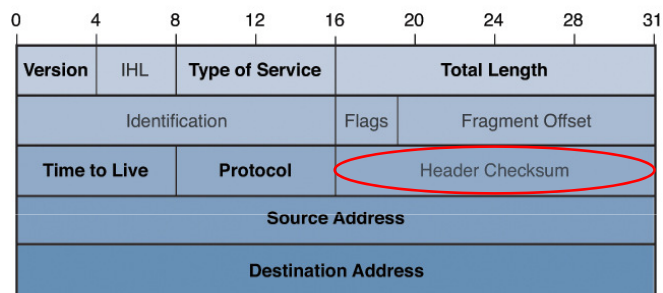 0 4 8 12 16 20 24 28 31
Version IHL Type of Service Total Length
Identification Flags Fragment Offset
Time to Live Protocol Header Checksum
Source Address
Destination Address